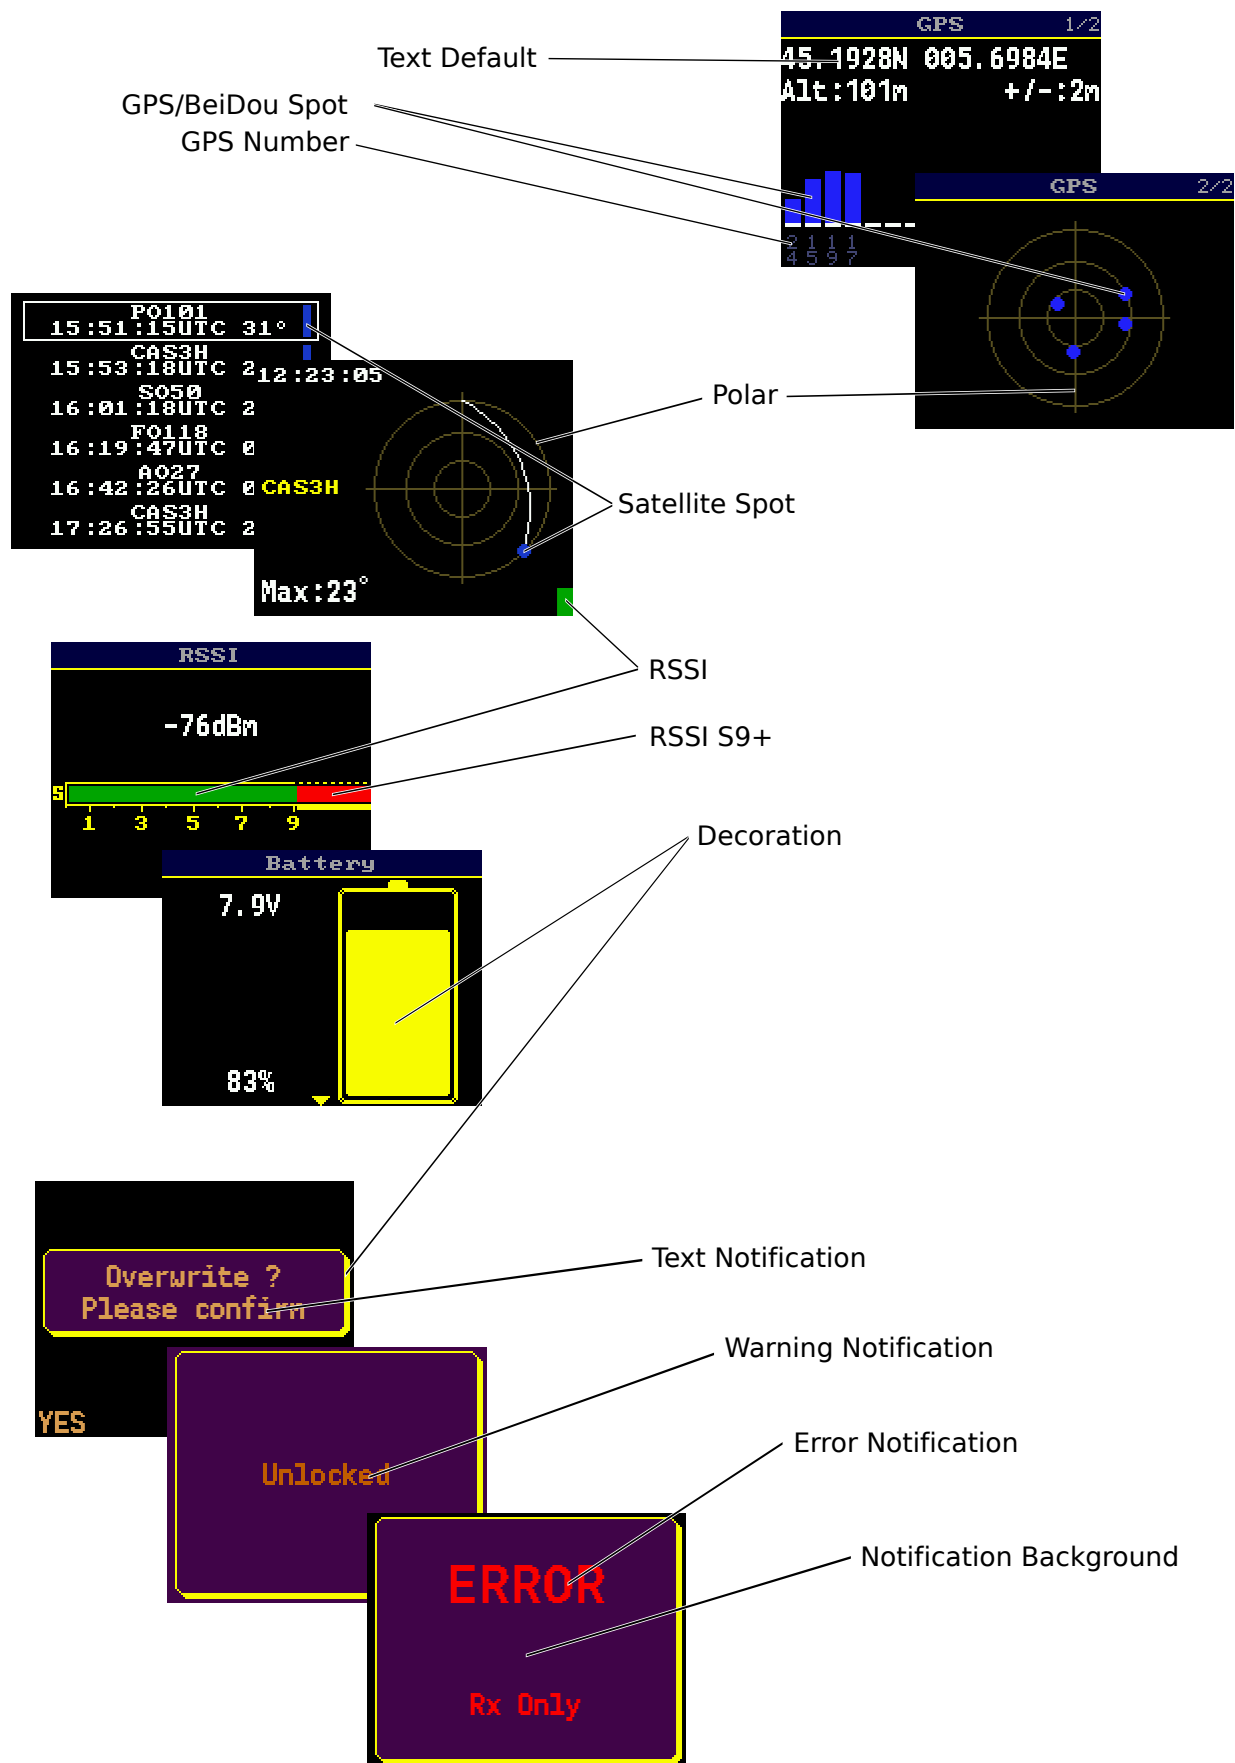 GPS 1/2
Text Default
45.1928N 005.6984E
Alt:101m +/-:2m
GPS/BeiDou Spot
GPS Number
2 1 1 1
4 5 9 7
GPS 2/2
PO101
15:51:15UTC 31°
CAS3H
15:53:18UTC 2
SO50
16:01:18UTC 2
FO118
16:19:47UTC 0
AO27
16:42:26UTC 0
CAS3H
17:26:55UTC 2
12:23:05
CAS3H
Max:23°
Polar
Satellite Spot
RSSI
-76dBm
S
1 3 5 7 9
RSSI
RSSI S9+
Decoration
Battery
7.9V
83%
Overwrite ?
Please confirm
YES
Text Notification
Warning Notification
Unlocked
Error Notification
ERROR
Notification Background
Rx Only